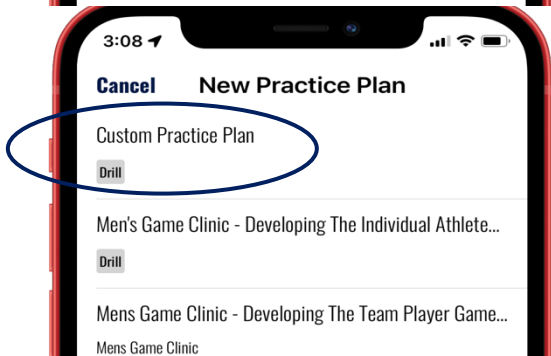 3:08
Cancel New Practice Plan
Custom Practice Plan
Drill
Men's Game Clinic - Developing The Individual Athlete...
Drill
Mens Game Clinic - Developing The Team Player Game...
Mens Game Clinic